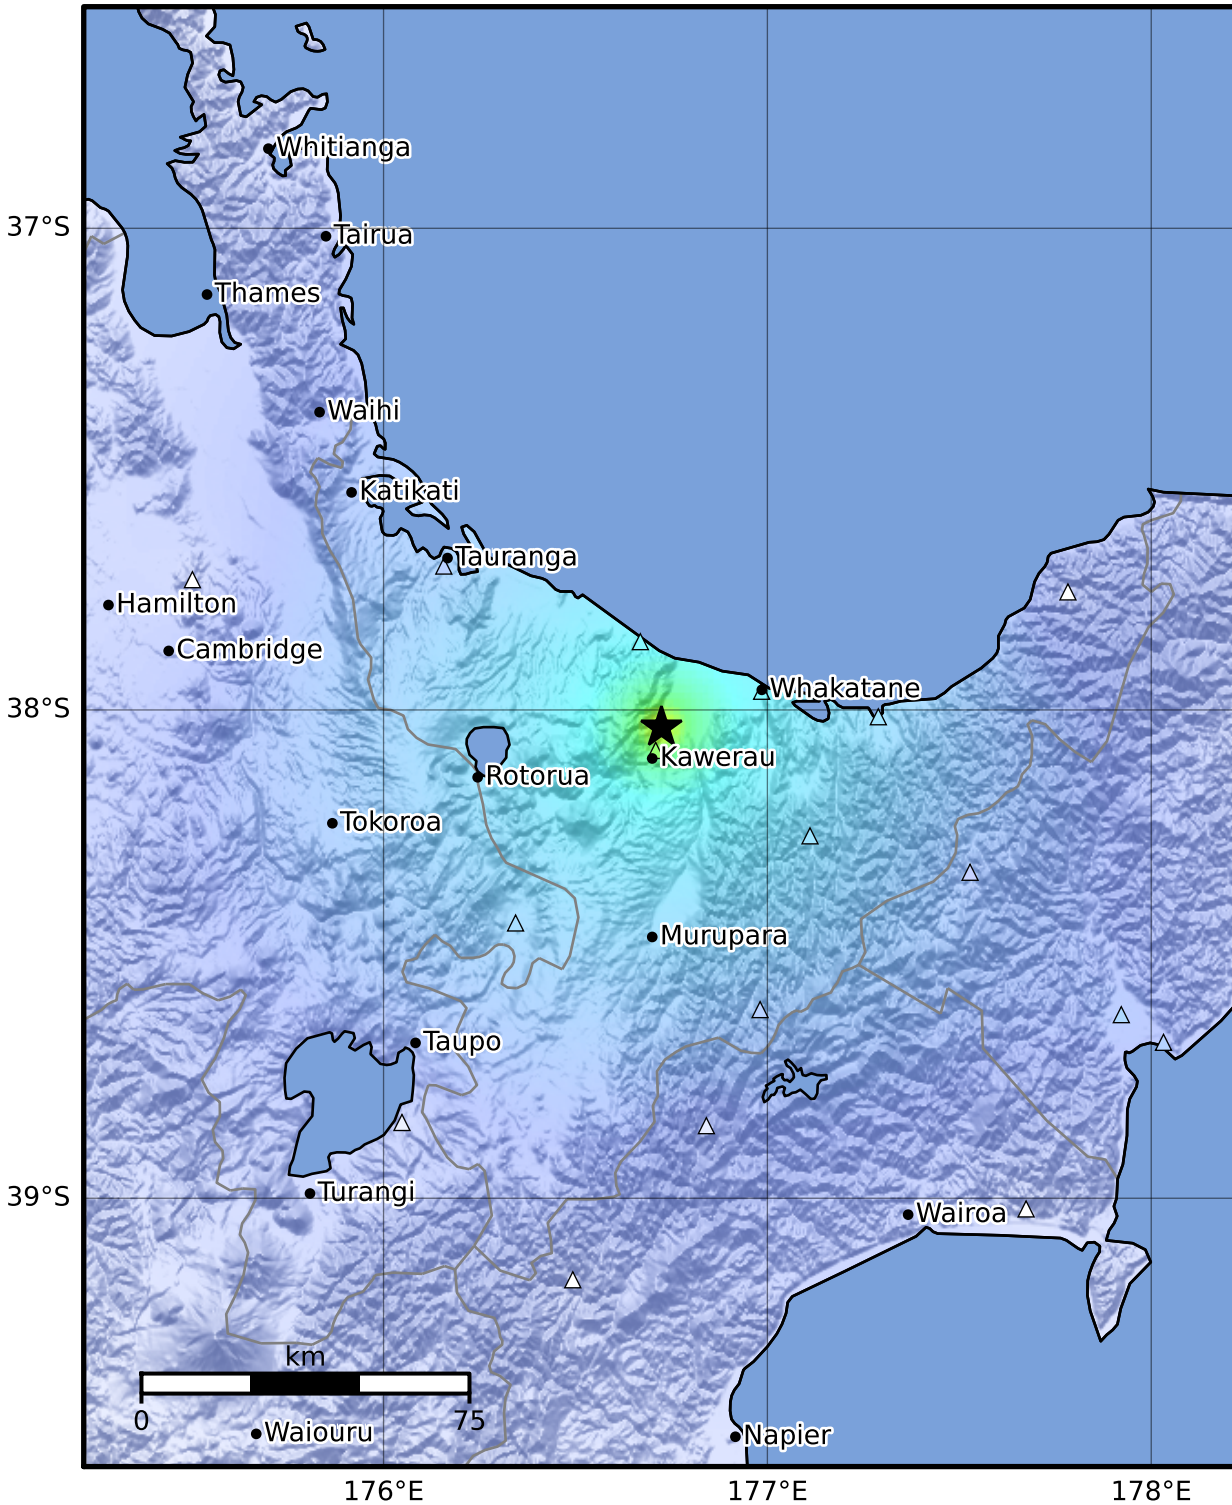 Whitianga
37°S
Tairua
Thames
Waihi
Katikati
Tauranga
Hamilton
Cambridge
Whakatane
38°S
Kawerau
Rotorua
Tokoroa
Murupara
Taupo
Turangi
39°S
Wairoa
km
0
75
Waiouru
Napier
176°E
177°E
178°E